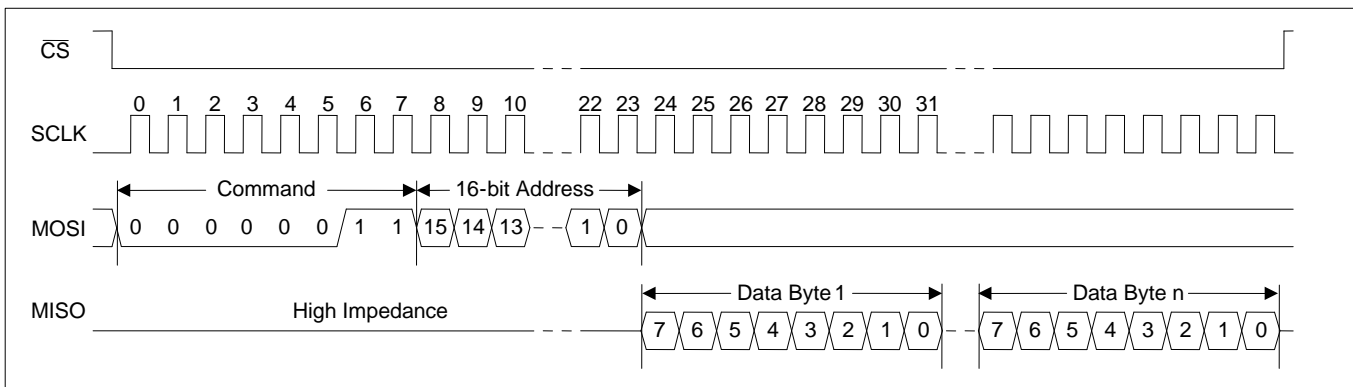 CS
0 1 2 3 4 5 6 7 8 9 10 22 23 24 25 26 27 28 29 30 31
SCLK
Command 16-bit Address
MOSI 0 0 0 0 0 0 1 1 15 14 13 1 0
Data Byte 1 Data Byte n
MISO High Impedance
7 6 5 4 3 2 1 0 7 6 5 4 3 2 1 0